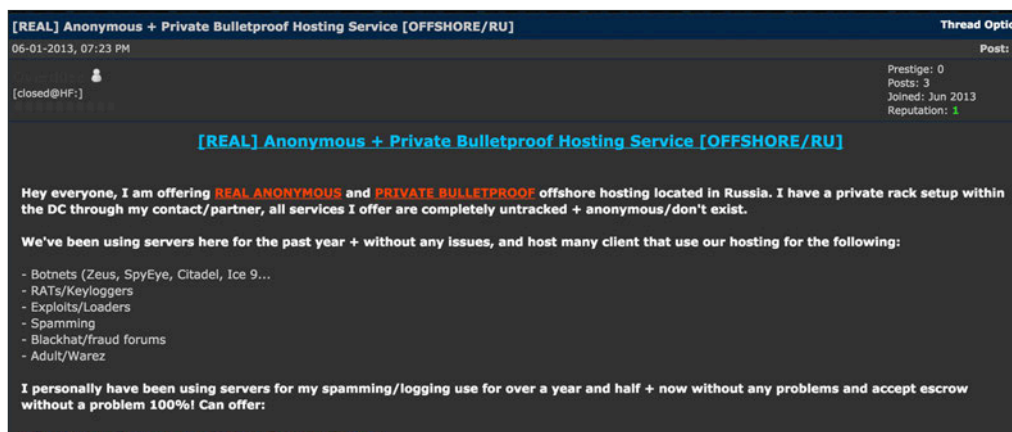 [REAL] Anonymous + Private Bulletproof Hosting Service [OFFSHORE/RU]
Thread Optio
06-01-2013, 07:23 PM
Post:
[closed@HF:]
Prestige: 0
Posts: 3
Joined: Jun 2013
Reputation: 1
[REAL] Anonymous + Private Bulletproof Hosting Service [OFFSHORE/RU]
Hey everyone, I am offering REAL ANONYMOUS and PRIVATE BULLETPROOF offshore hosting located in Russia. I have a private rack setup within
the DC through my contact/partner, all services I offer are completely untracked + anonymous/don't exist.
We've been using servers here for the past year + without any issues, and host many client that use our hosting for the following:
- Botnets (Zeus, SpyEye, Citadel, Ice 9...
- RATs/Keyloggers
- Exploits/Loaders
- Spamming
- Blackhat/fraud forums
- Adult/Warez
I personally have been using servers for my spamming/logging use for over a year and half + now without any problems and accept escrow
without a problem 100%! Can offer: